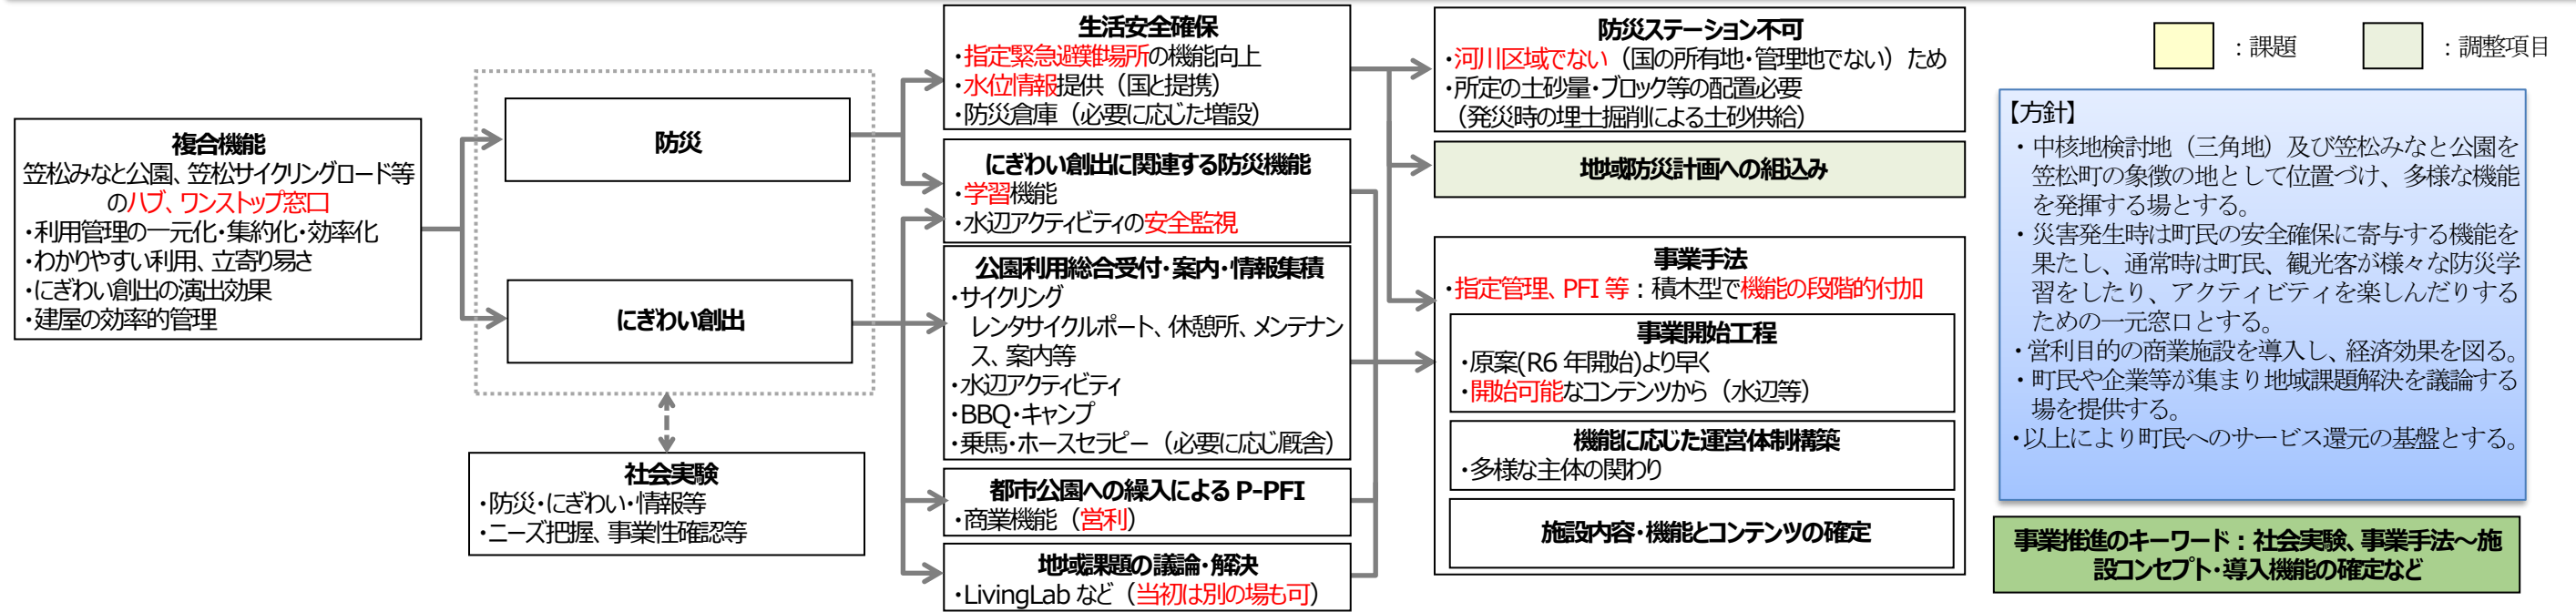 複合機能
笠松みなと公園、笠松サイクリングロード等
のハブ、ワンストップ窓口
・利用管理の一元化・集約化・効率化
・わかりやすい利用、立寄り易さ
・にぎわい創出の演出効果
・建屋の効率的管理
防災
にぎわい創出
社会実験
・防災・にぎわい・情報等
・ニーズ把握、事業性確認等
生活安全確保
・指定緊急避難場所の機能向上
・水位情報提供（国と提携）
・防災倉庫（必要に応じた増設）
にぎわい創出に関連する防災機能
・学習機能
・水辺アクティビティの安全監視
公園利用総合受付・案内・情報集積
・サイクリング
レンタサイクルポート、休憩所、メンテナン
ス、案内等
・水辺アクティビティ
・BBQ・キャンプ
・乗馬・ホースセラピー（必要に応じ厩舎）
都市公園への繰入による P-PFI
・商業機能（営利）
地域課題の議論・解決
・LivingLab など（当初は別の場も可）
防災ステーション不可
・河川区域でない（国の所有地・管理地でない）ため
・所定の土砂量・ブロック等の配置必要
（発災時の埋土掘削による土砂供給）
地域防災計画への組込み
事業手法
・指定管理、PFI 等：積木型で機能の段階的付加
事業開始工程
・原案(R6 年開始)より早く
・開始可能なコンテンツから（水辺等）
機能に応じた運営体制構築
・多様な主体の関わり
施設内容・機能とコンテンツの確定
：課題
：調整項目
【方針】
・中核地検討地（三角地）及び笠松みなと公園を
笠松町の象徴の地として位置づけ、多様な機能
を発揮する場とする。
・災害発生時は町民の安全確保に寄与する機能を
果たし、通常時は町民、観光客が様々な防災学
習をしたり、アクティビティを楽しんだりする
ための一元窓口とする。
・営利目的の商業施設を導入し、経済効果を図る。
・町民や企業等が集まり地域課題解決を議論する
場を提供する。
・以上により町民へのサービス還元の基盤とする。
事業推進のキーワード：社会実験、事業手法～施
設コンセプト・導入機能の確定など